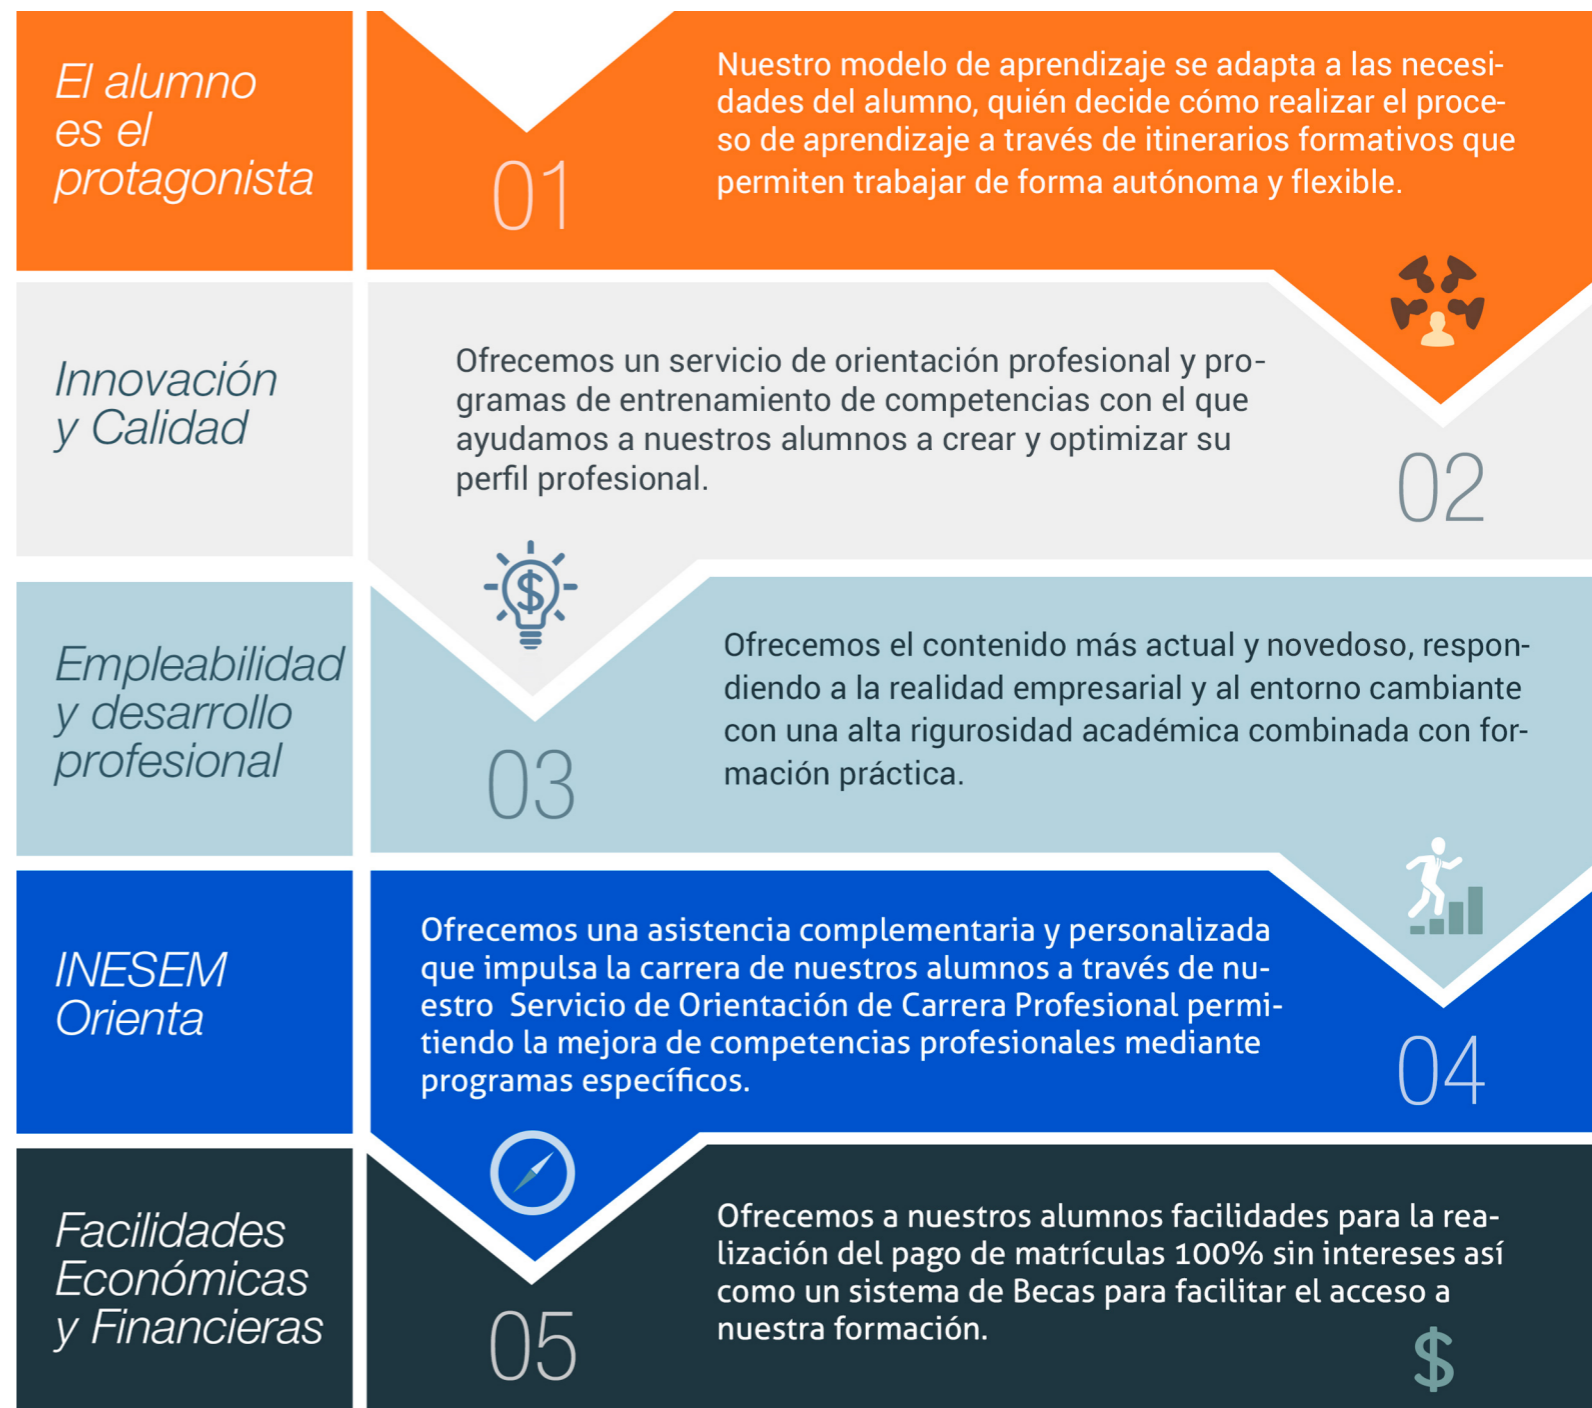 El alumno
es el
protagonista
01
Nuestro modelo de aprendizaje se adapta a las necesi-
dades del alumno, quién decide cómo realizar el proce-
so de aprendizaje a través de itinerarios formativos que
permiten trabajar de forma autónoma y flexible.
Innovación
y Calidad
Ofrecemos un servicio de orientación profesional y pro-
gramas de entrenamiento de competencias con el que
ayudamos a nuestros alumnos a crear y optimizar su
perfil profesional.
02
$
Empleabilidad
y desarrollo
profesional
03
Ofrecemos el contenido más actual y novedoso, respon-
diendo a la realidad empresarial y al entorno cambiante
con una alta rigurosidad académica combinada con for-
mación práctica.
INESEM
Orienta
Ofrecemos una asistencia complementaria y personalizada
que impulsa la carrera de nuestros alumnos a través de nu-
estro  Servicio de Orientación de Carrera Profesional permi-
tiendo la mejora de competencias profesionales mediante
programas específicos.
04
Facilidades
Económicas
y Financieras
05
Ofrecemos a nuestros alumnos facilidades para la rea-
lización del pago de matrículas 100% sin intereses así
como un sistema de Becas para facilitar el acceso a
nuestra formación.
$